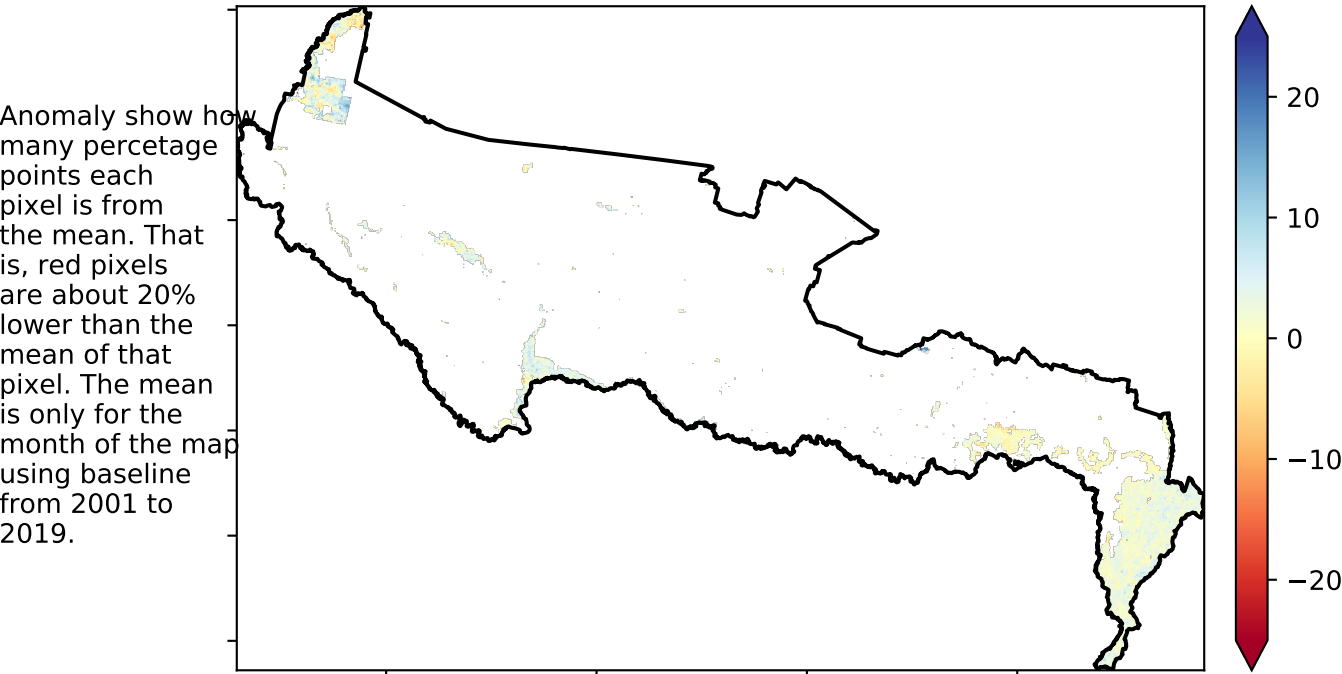 Anomaly show how
many percetage
points each
pixel is from
the mean. That
is, red pixels
are about 20%
lower than the
mean of that
pixel. The mean
is only for the
month of the map
using baseline
from 2001 to
2019.
20
10
0
−10
−20